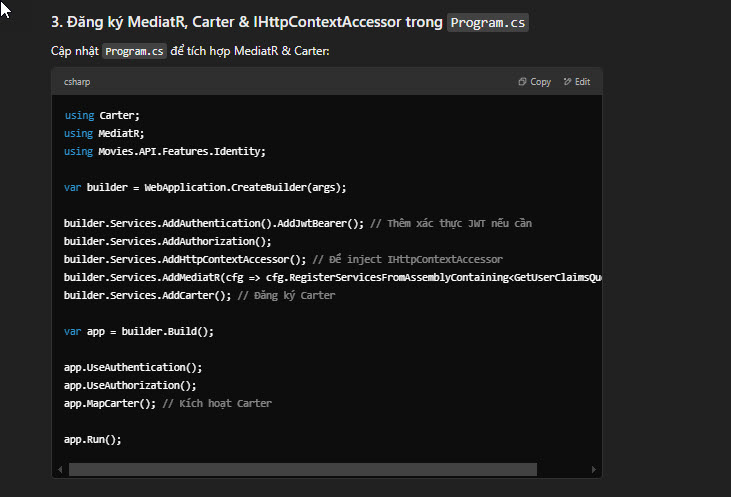 3. Đăng ký MediatR, Carter & IHttpContextAccessor trong Program.cs
Cập nhật Program.cs để tích hợp MediatR & Carter:
csharp
Copy
Edit
using Carter;
using MediatR;
using Movies.API.Features.Identity;
var builder = WebApplication.CreateBuilder(args);
builder.Services.AddAuthentication().AddJwtBearer(); // Thêm xác thực JWT nếu cần
builder.Services.AddAuthorization();
builder.Services.AddHttpContextAccessor(); // Để inject IHttpContextAccessor
builder.Services.AddMediatR(cfg => cfg.RegisterServicesFromAssemblyContaining<GetUserClaimsQu
builder.Services.AddCarter(); // Đăng ký Carter
var app = builder.Build();
app.UseAuthentication();
app.UseAuthorization();
app.MapCarter(); // Kích hoạt Carter
app.Run();